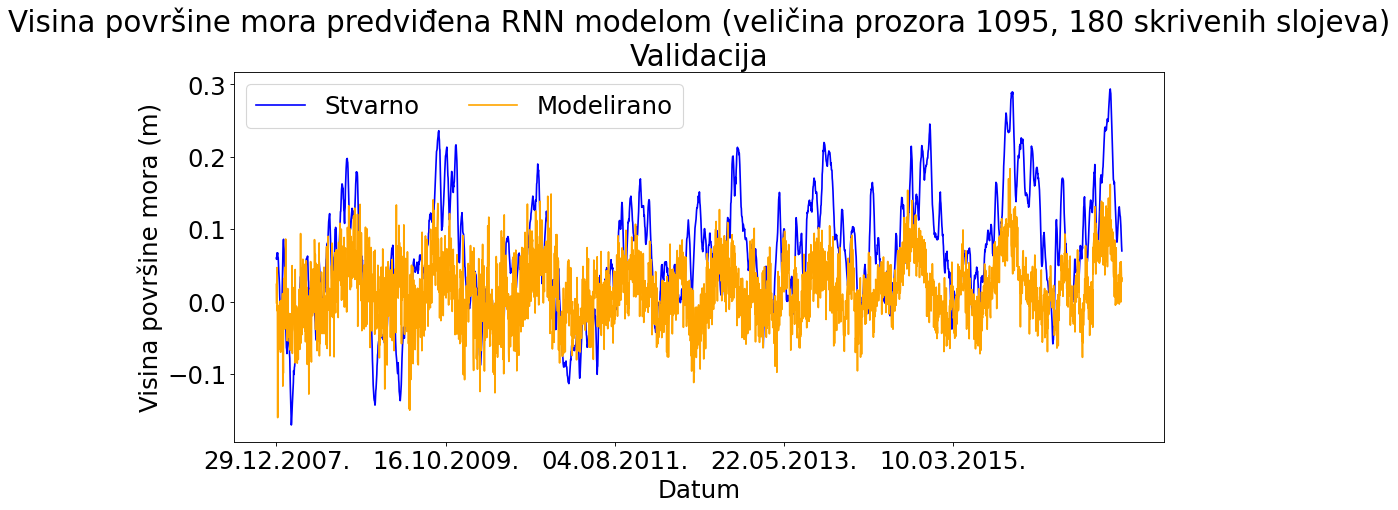 Visina površine mora predviđena RNN modelom (veličina prozora 1095, 180 skrivenih slojeva)
Validacija
Stvarno
Modelirano
Visina površine mora (m)
0.3
0.2
0.1
0.0
−0.1
29.12.2007.
16.10.2009.
04.08.2011.
22.05.2013.
10.03.2015.
Datum